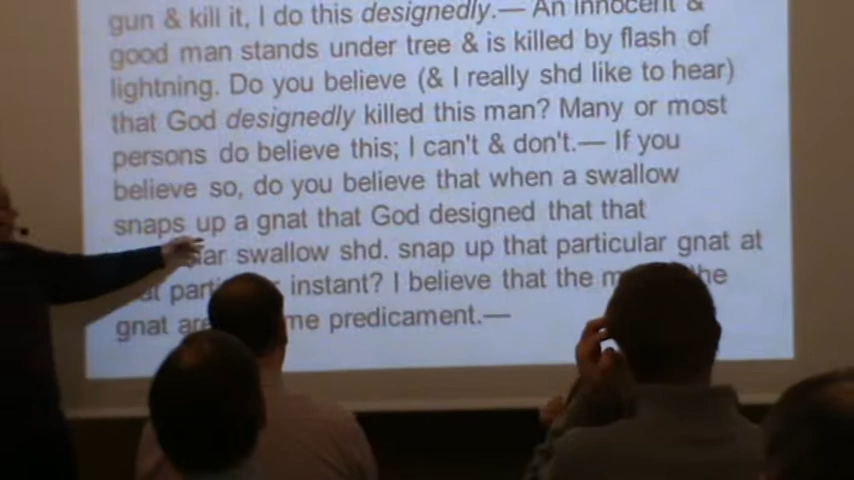 gun & kill it, I do this designedly.— An innocent &
good man stands under tree & is killed by flash of
lightning. Do you believe (& I really shd like to hear)
that God designedly killed this man? Many or most
persons do believe this; I can't & don't.— If you
believe so, do you believe that when a swallow
snaps up a gnat that God designed that that
swallow shd. snap up that particular gnat at
instant? I believe that the the
gnat predicament.—